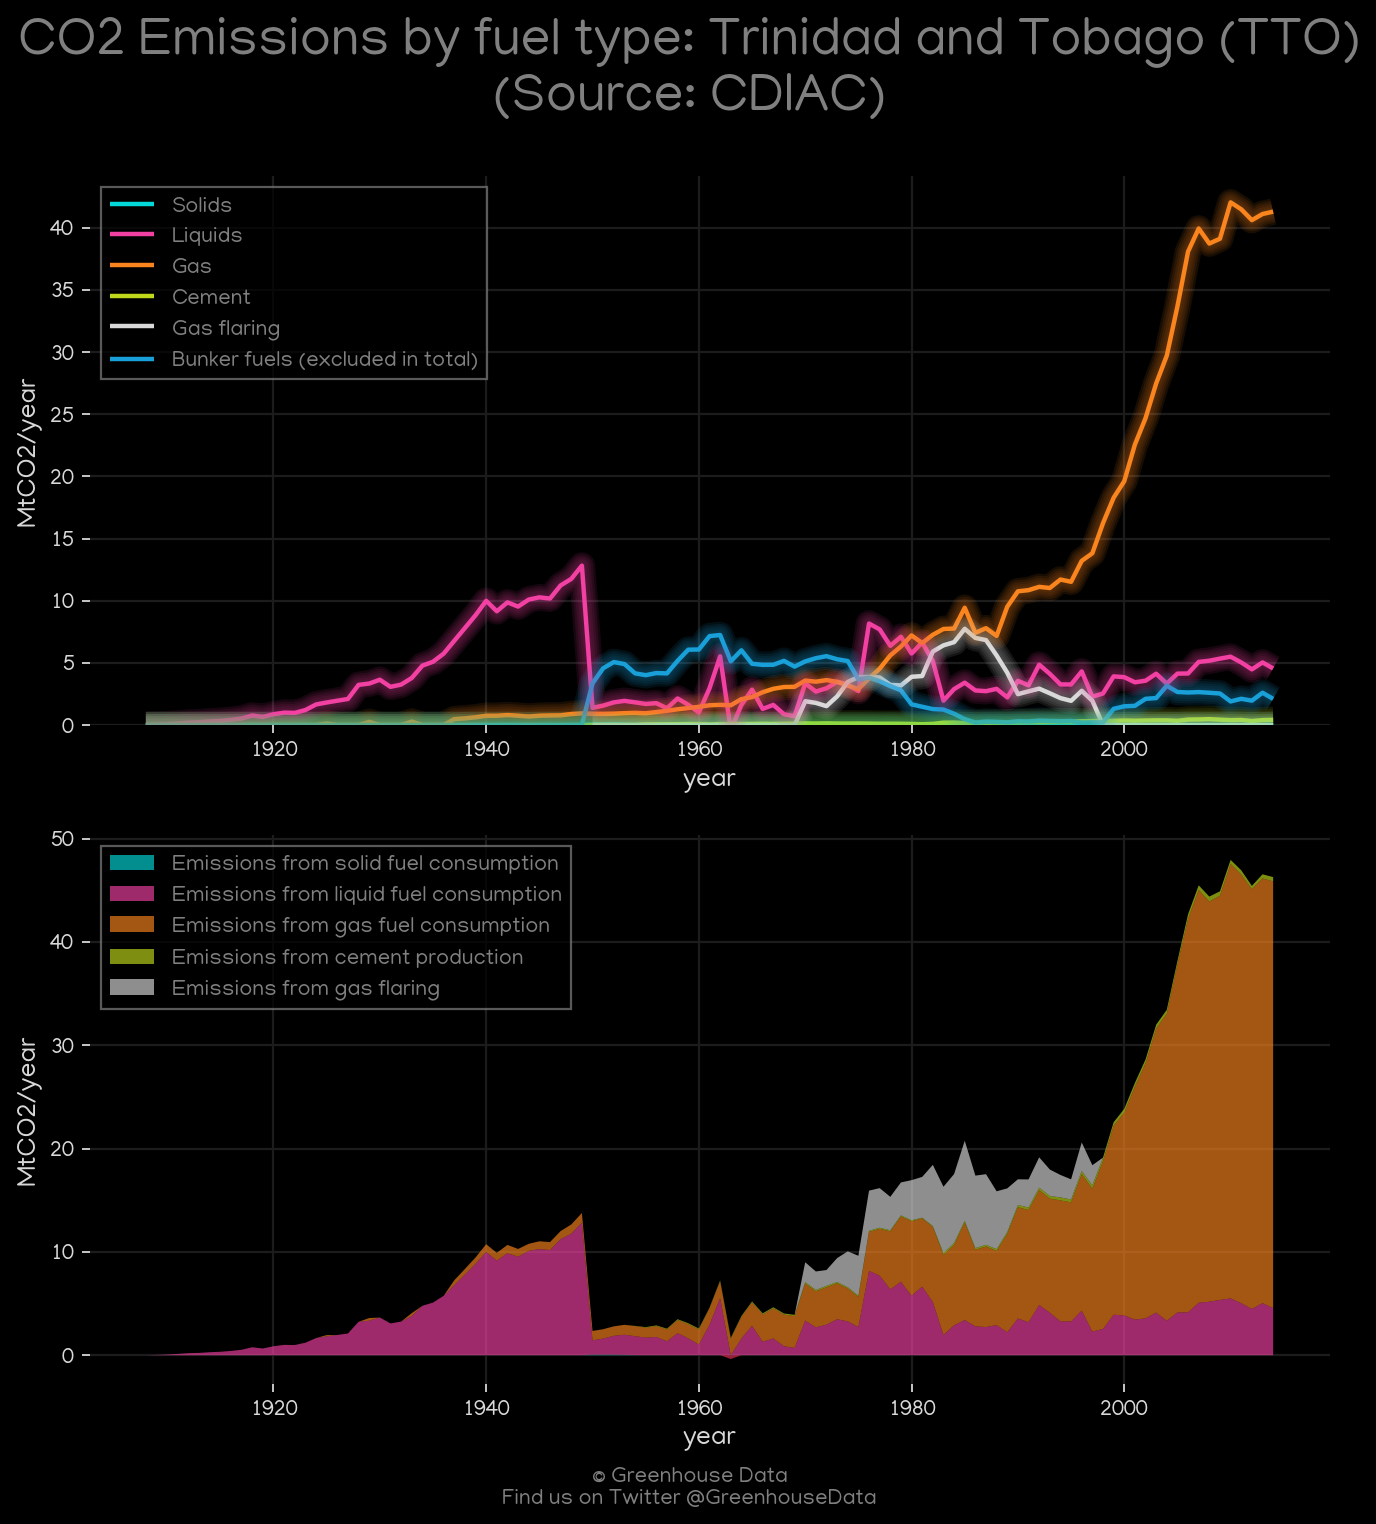 CO2 Emissions by fuel type: Trinidad and Tobago (TTO)
(Source: CDIAC)
Solids
Liquids
Gas
Cement
Gas flaring
Bunker fuels (excluded in total)
MtCO2/year
40
35
30
25
20
15
10
5
0
1920
1940
1960
1980
2000
year
Emissions from solid fuel consumption
Emissions from liquid fuel consumption
Emissions from gas fuel consumption
Emissions from cement production
Emissions from gas flaring
MtCO2/year
50
40
30
20
10
0
1920
1940
1960
1980
2000
year
© Greenhouse Data
Find us on Twitter @GreenhouseData